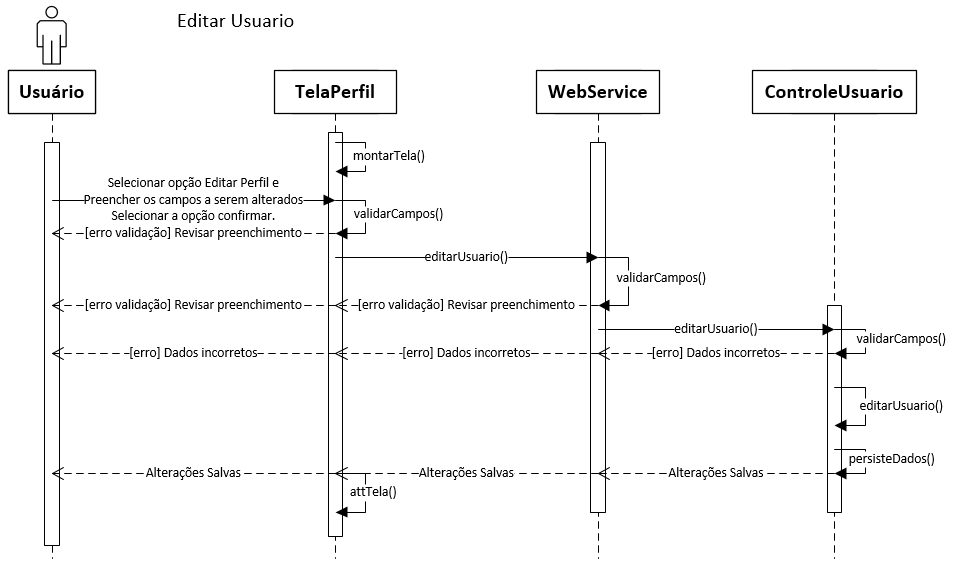 Editar Usuario
Usuário
TelaPerfil
WebService
ControleUsuario
montarTela()
Selecionar opção Editar Perfil e
Preencher os campos a serem alterados
Selecionar a opção confirmar.
validarCampos()
[erro validação] Revisar preenchimento
editarUsuario()
validarCampos()
[erro validação] Revisar preenchimento
[erro validação] Revisar preenchimento
editarUsuario()
validarCampos()
[erro] Dados incorretos
[erro] Dados incorretos
[erro] Dados incorretos
editarUsuario()
persisteDados()
Alterações Salvas
Alterações Salvas
Alterações Salvas
attTela()